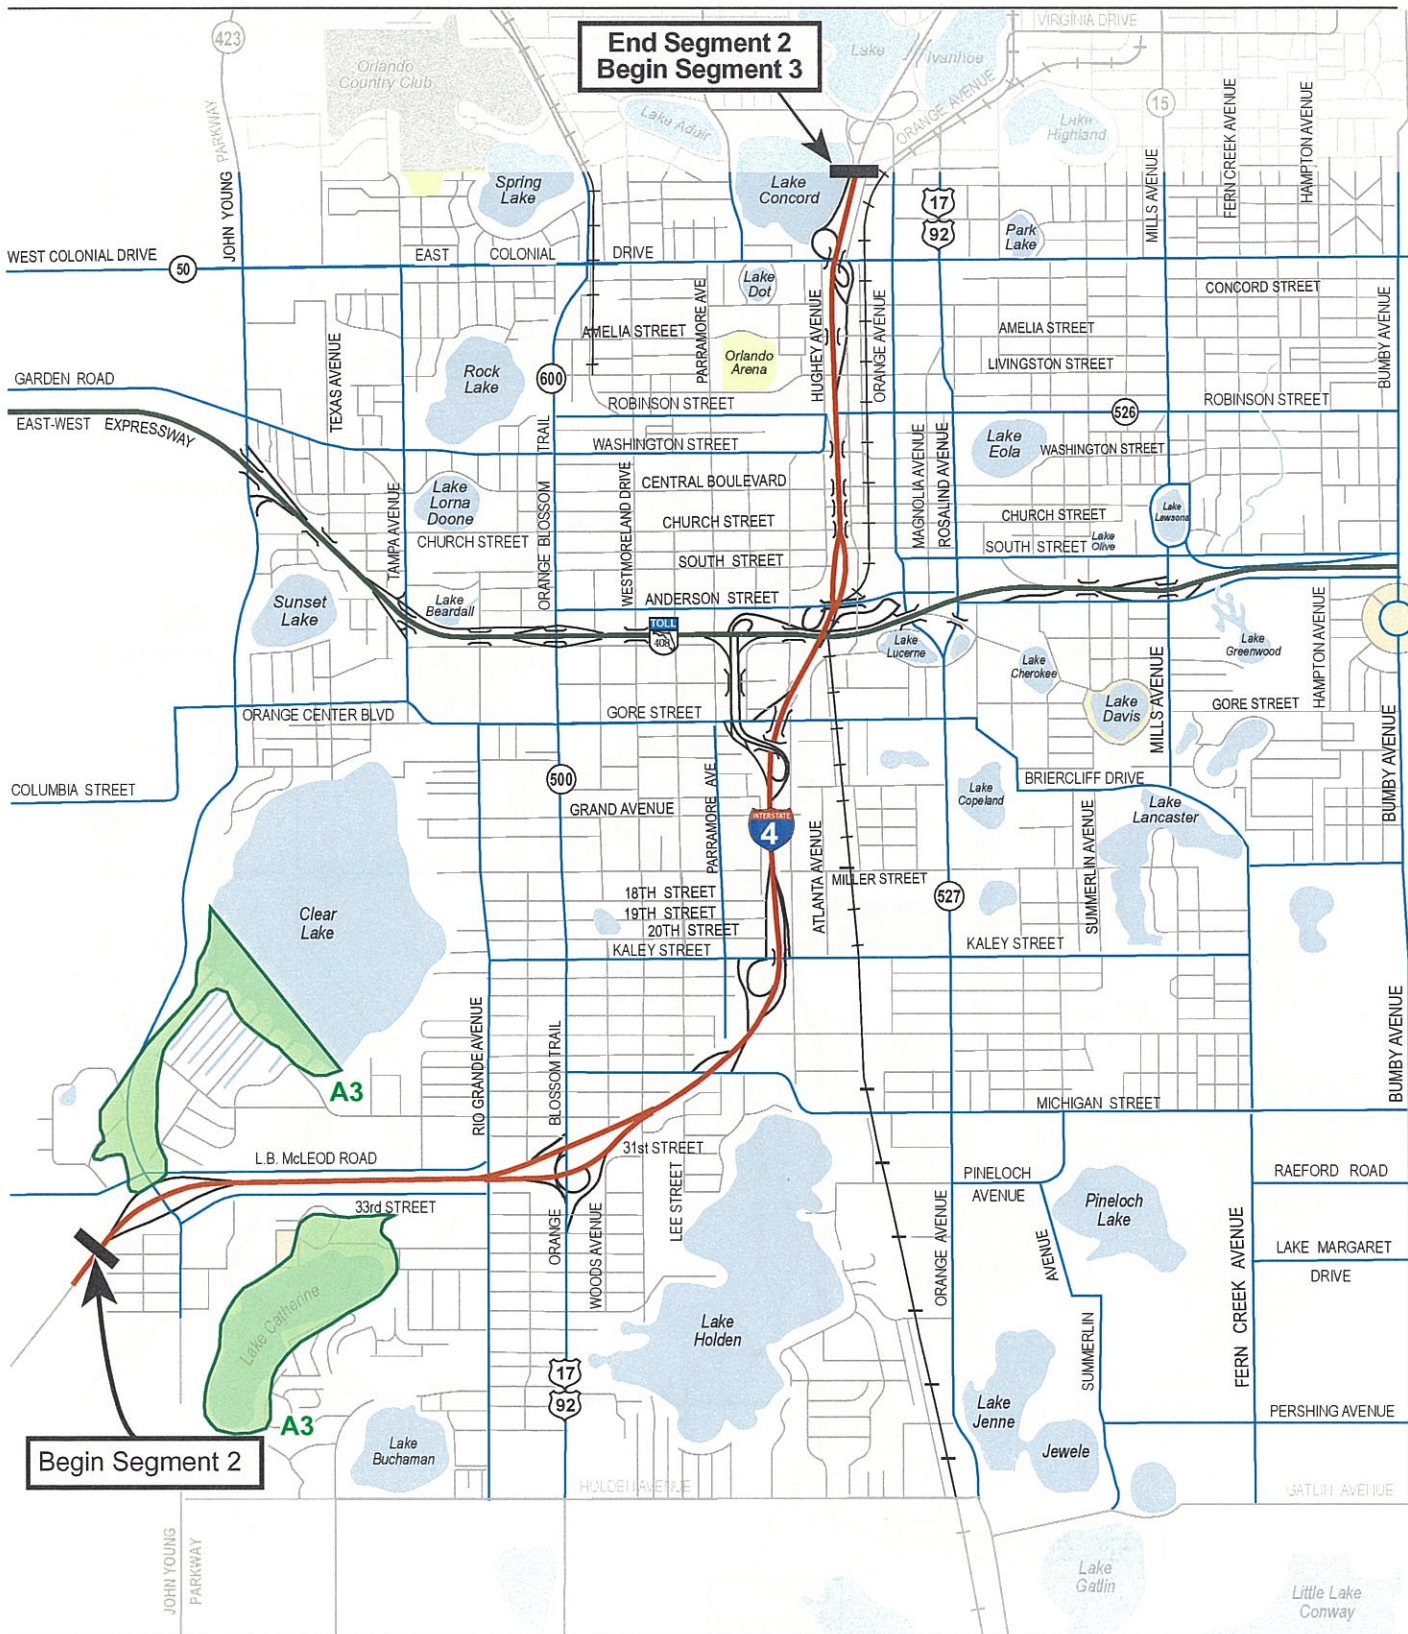 End Segment 2
Begin Segment 3
VIRGINIA DRIVE
423
Orlando
Country Club
Lake
Ivanhoe
ORANGE AVENUE
Lake Aduir
Lake
Highland
15
FERN CREEK AVENUE
HAMPTON AVENUE
JOHN YOUNG PARKWAY
Spring
Lake
Lake
Concord
17
92
Park
Lake
MILLS AVENUE
WEST COLONIAL DRIVE
50
EAST COLONIAL DRIVE
Lake
Dot
CONCORD STREET
PARRAMORE AVE
HUGHEY AVENUE
ORANGE AVENUE
BUMBY AVENUE
AMELIA STREET
AMELIA STREET
TEXAS AVENUE
Rock
Lake
Orlando
Arena
LIVINGSTON STREET
GARDEN ROAD
600
ROBINSON STREET
526
ROBINSON STREET
EAST-WEST EXPRESSWAY
WASHINGTON STREET
Lake
Eola
WASHINGTON STREET
MAGNOLIA AVENUE
ROSALIND AVENUE
ORANGE BLOSSOM TRAIL
WESTMORELAND DRIVE
TAMPA AVENUE
Lake
Lorna
Doone
CENTRAL BOULEVARD
CHURCH STREET
CHURCH STREET
Lake
Lawsona
CHURCH STREET
SOUTH STREET
SOUTH STREET
Lake
Olive
Sunset
Lake
Lake
Beardall
ANDERSON STREET
TOLL
408
Lake
Lucerne
Lake
Cherokee
Lake
Greenwood
HAMPTON AVENUE
Lake
Davis
MILLS AVENUE
ORANGE CENTER BLVD
GORE STREET
GORE STREET
BUMBY AVENUE
COLUMBIA STREET
500
GRAND AVENUE
PARRAMORE AVE
INTERSTATE
4
ATLANTA AVENUE
Lake
Copeland
BRIERCLIFF DRIVE
Lake
Lancaster
SUMMERLIN AVENUE
MILLER STREET
527
18TH STREET
19TH STREET
20TH STREET
KALEY STREET
KALEY STREET
Clear
Lake
RIO GRANDE AVENUE
BLOSSOM TRAIL
BUMBY AVENUE
A3
MICHIGAN STREET
L.B. McLEOD ROAD
31st STREET
PINELOCH
AVENUE
RAEFORD ROAD
33rd STREET
ORANGE
WOODS AVENUE
LEE STREET
ORANGE AVENUE
AVENUE
SUMMERLIN
Pineloch
Lake
FERN CREEK AVENUE
LAKE MARGARET
DRIVE
Lake Catherine
Lake
Holden
17
92
Lake
Jenne
Jewele
PERSHING AVENUE
A3
Begin Segment 2
Lake
Buchaman
HOLDEN AVENUE
GATLIN AVENUE
JOHN YOUNG
PARKWAY
Lake
Gatlin
Little Lake
Conway